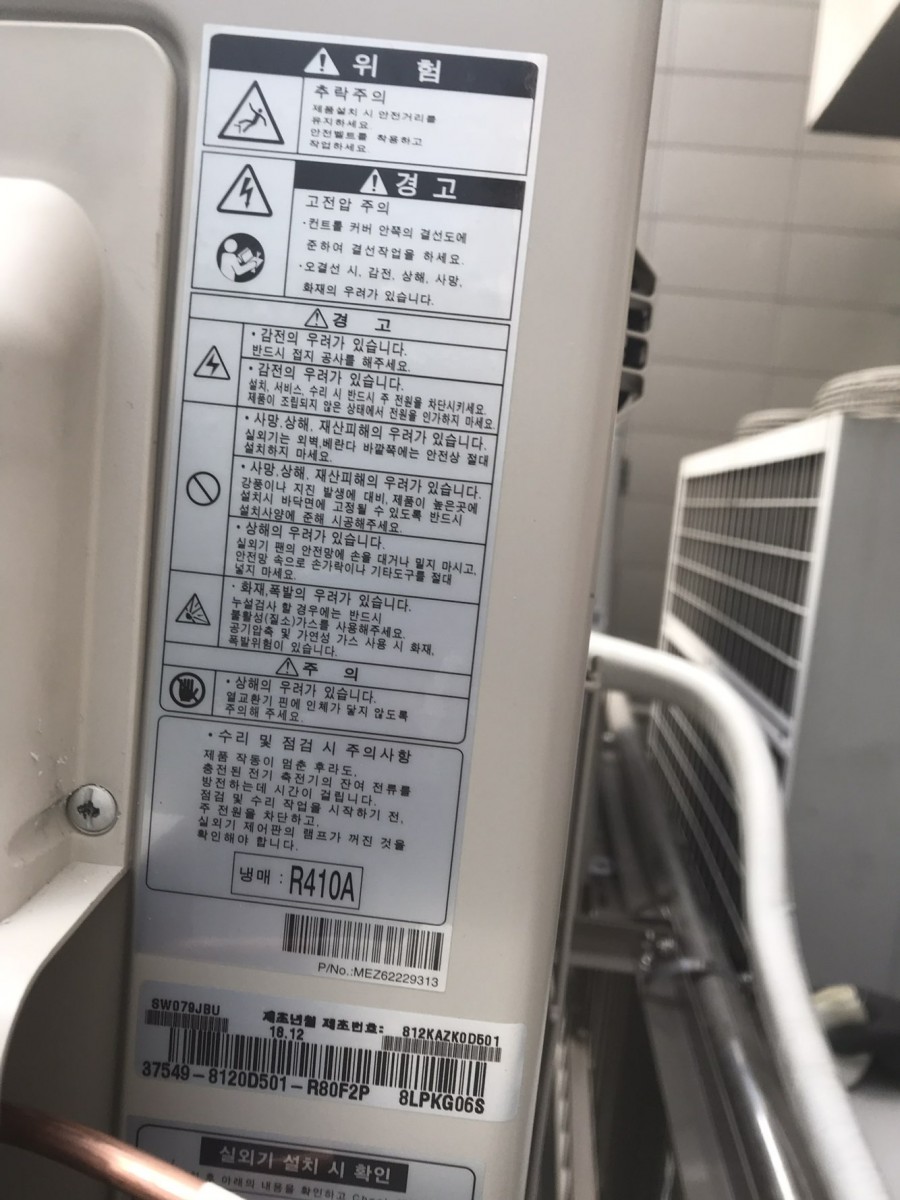 위 험
추락주의
제품설치 시 안전거리를
유지하세요.
안전벨트를 착용하고
작업하세요.
경 고
고전압 주의
·컨트롤 커버 안쪽의 결선도에
준하여 결선작업을 하세요.
·오결선 시, 감전, 상해, 사망,
화재의 우려가 있습니다.
경 고
·감전의 우려가 있습니다.
반드시 접지 공사를 해주세요.
·감전의 우려가 있습니다.
설치, 서비스, 수리 시 반드시 주 전원을 차단시키세요.
제품이 조립되지 않은 상태에서 전원을 인가하지 마세요.
·사망,상해, 재산피해의 우려가 있습니다.
실외기는 외벽,베란다 바깥쪽에는 안전상 절대
설치하지 마세요.
·사망,상해, 재산피해의 우려가 있습니다.
강풍이나 지진 발생에 대비, 제품이 높은곳에
설치시 바닥면에 고정될 수 있도록 반드시
설치사양에 준해 시공해주세요.
·상해의 우려가 있습니다.
실외기 팬의 안전망에 손을 대거나 밀지 마시고,
안전망 속으로 손가락이나 기타도구를 절대
넣지 마세요.
·화재,폭발의 우려가 있습니다.
누설검사 할 경우에는 반드시
불활성(질소)가스를 사용해주세요.
공기압축 및 가연성 가스 사용 시 화재,
폭발위험이 있습니다.
주 의
·상해의 우려가 있습니다.
열교환기 핀에 인체가 닿지 않도록
주의해 주세요.
·수리 및 점검 시 주의사항
제품 작동이 멈춘 후라도,
충전된 전기 축전기의 잔여 전류를
방전하는데 시간이 걸립니다.
점검 및 수리 작업을 시작하기 전,
주 전원을 차단하고,
실외기 제어판의 램프가 꺼진 것을
확인해야 합니다.
냉매 : R410A
P/No.:MEZ62229313
SW079JBU 제조년월 제조번호: 812KAZK0D501
18.12
37549-8120D501-R80F2P 8LPKG06S
실외기 설치 시 확인
아래의 내용을 확인하고